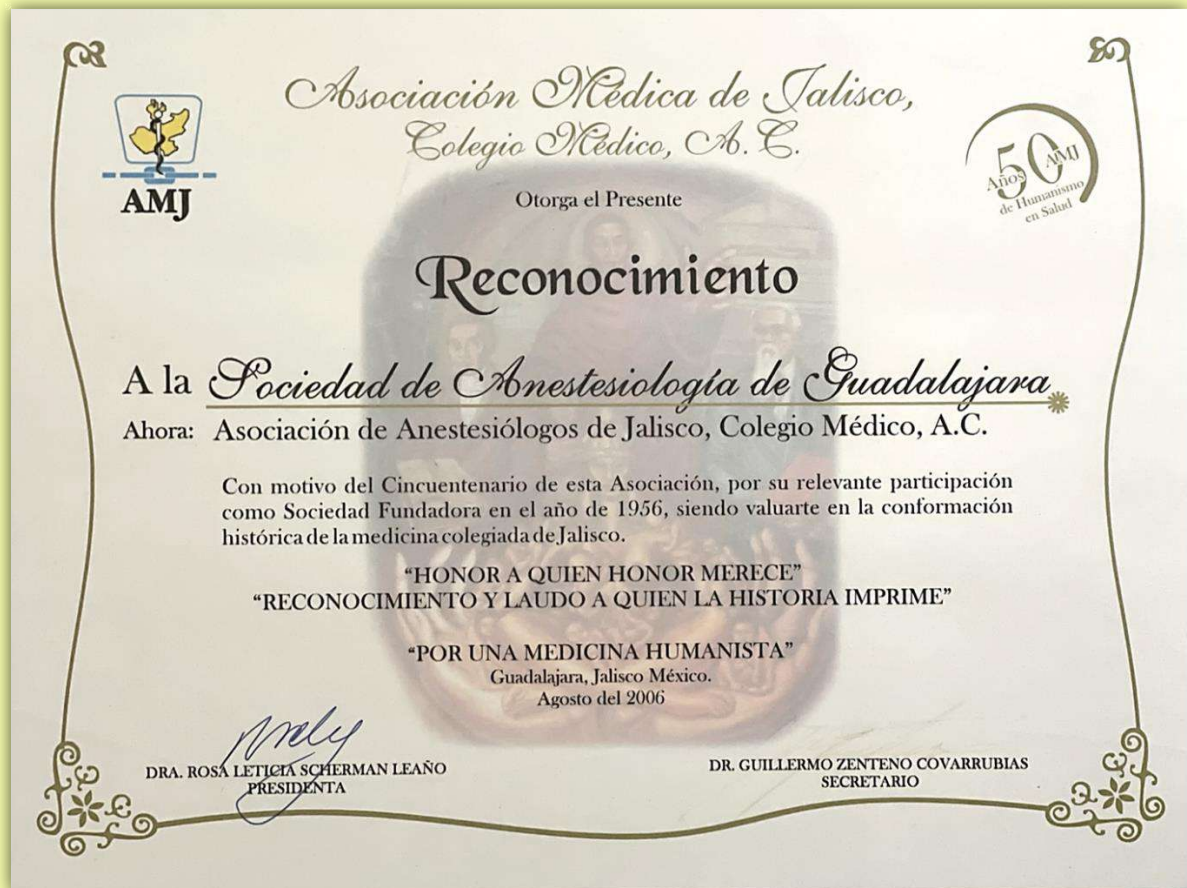 Asociación Médica de Jalisco,
Colegio Médico, A. C.
AMJ
50
Años AMJ
de Humanismo
en Salud
Otorga el Presente
Reconocimiento
A la Sociedad de Anestesiología de Guadalajara
Ahora: Asociación de Anestesiólogos de Jalisco, Colegio Médico, A.C.
Con motivo del Cincuentenario de esta Asociación, por su relevante participación
como Sociedad Fundadora en el año de 1956, siendo valuarte en la conformación
histórica de la medicina colegiada de Jalisco.
“HONOR A QUIEN HONOR MERECE”
“RECONOCIMIENTO Y LAUDO A QUIEN LA HISTORIA IMPRIME”
“POR UNA MEDICINA HUMANISTA”
Guadalajara, Jalisco México.
Agosto del 2006
DRA. ROSA LETICIA SCHERMAN LEAÑO
PRESIDENTA
DR. GUILLERMO ZENTENO COVARRUBIAS
SECRETARIO